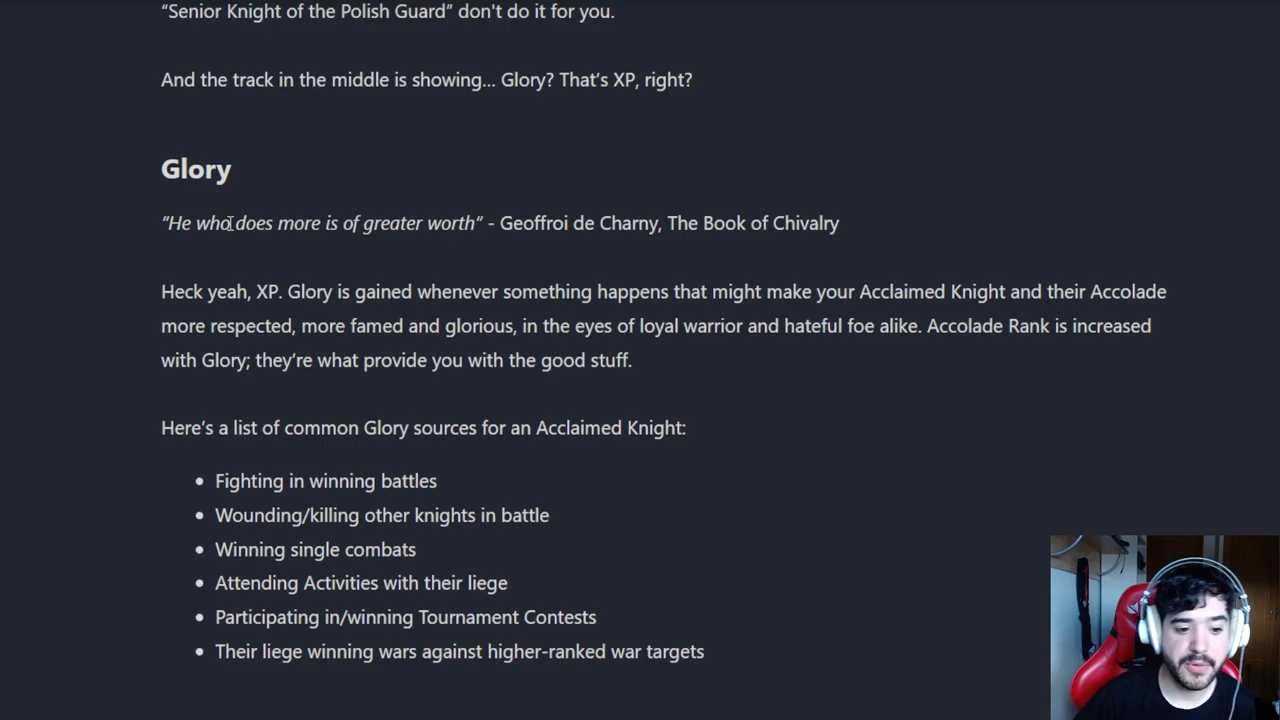 “Senior Knight of the Polish Guard” don't do it for you.
And the track in the middle is showing... Glory? That’s XP, right?
Glory
“He who does more is of greater worth” - Geoffroi de Charny, The Book of Chivalry
Heck yeah, XP. Glory is gained whenever something happens that might make your Acclaimed Knight and their Accolade
more respected, more famed and glorious, in the eyes of loyal warrior and hateful foe alike. Accolade Rank is increased
with Glory; they’re what provide you with the good stuff.
Here’s a list of common Glory sources for an Acclaimed Knight:
• Fighting in winning battles
• Wounding/killing other knights in battle
• Winning single combats
• Attending Activities with their liege
• Participating in/winning Tournament Contests
• Their liege winning wars against higher-ranked war targets